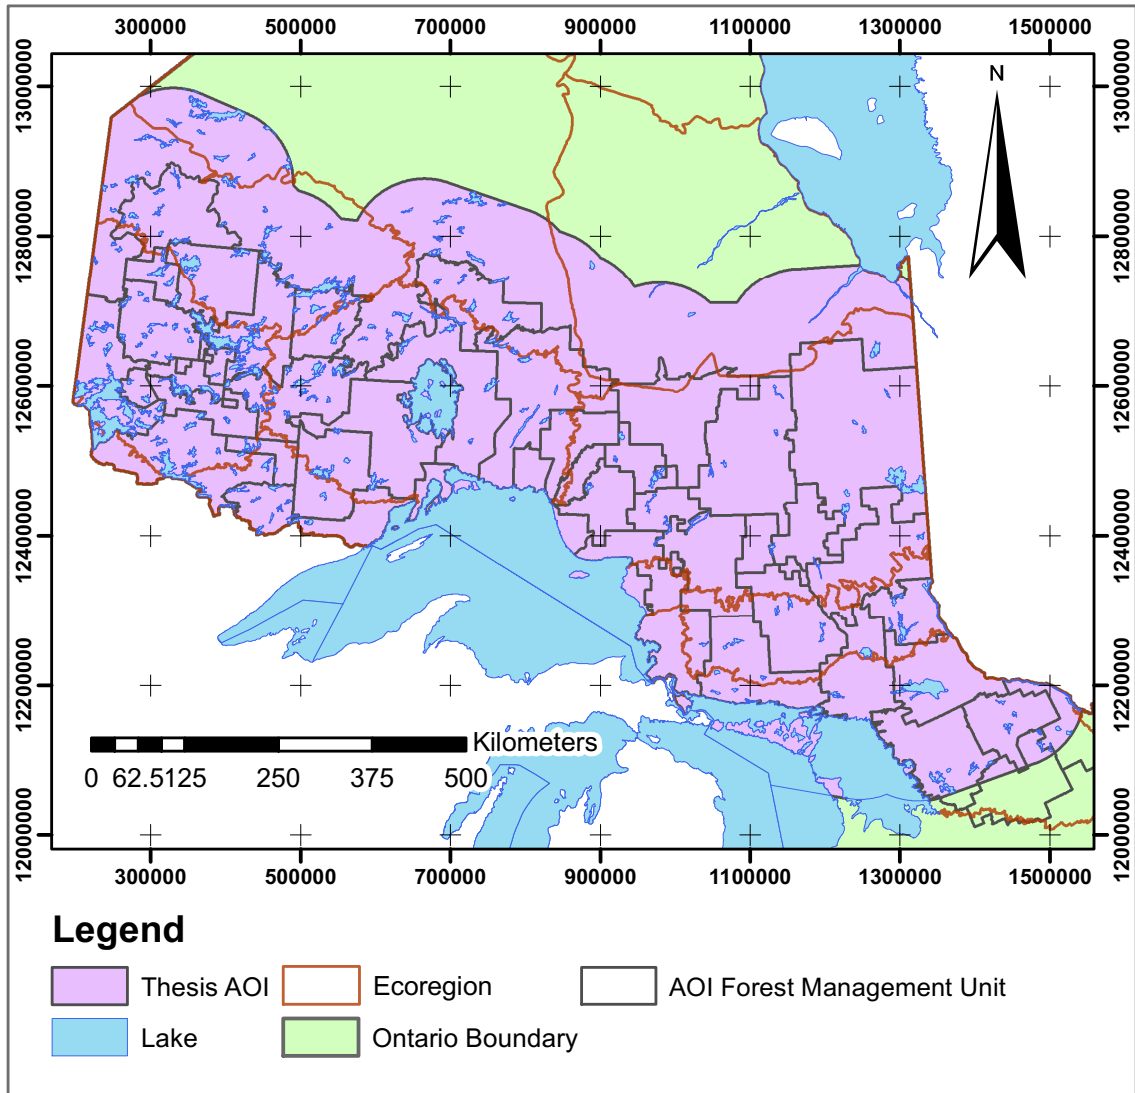 300000 500000 700000 900000 1100000 1300000 1500000
13000000 13000000
N
12800000 12800000
12600000 12600000
12400000 12400000
12200000 12200000
Kilometers
0 62.5 125 250 375 500
12000000 12000000
300000 500000 700000 900000 1100000 1300000 1500000
Legend
Thesis AOI Ecoregion AOI Forest Management Unit
Lake Ontario Boundary